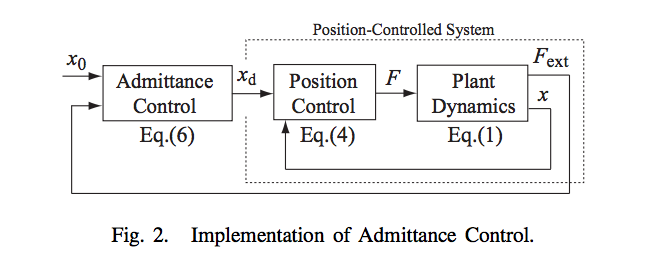 Position-Controlled System
x0
Admittance
Control
Eq.(6)
xd
Position
Control
Eq.(4)
F
Plant
Dynamics
Eq.(1)
Fext
x
Fig. 2. Implementation of Admittance Control.